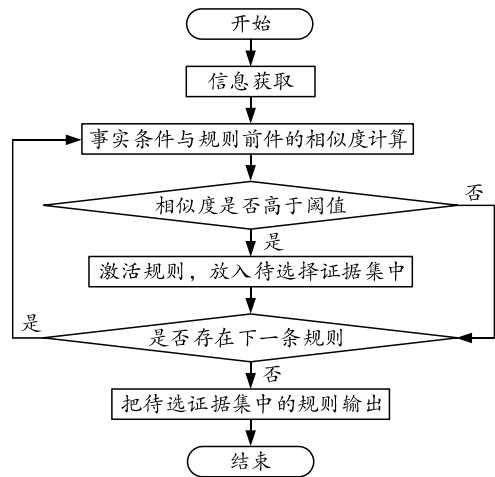 开始
信息获取
事实条件与规则前件的相似度计算
相似度是否高于阈值
否
是
激活规则，放入待选择证据集中
是
是否存在下一条规则
否
把待选证据集中的规则输出
结束